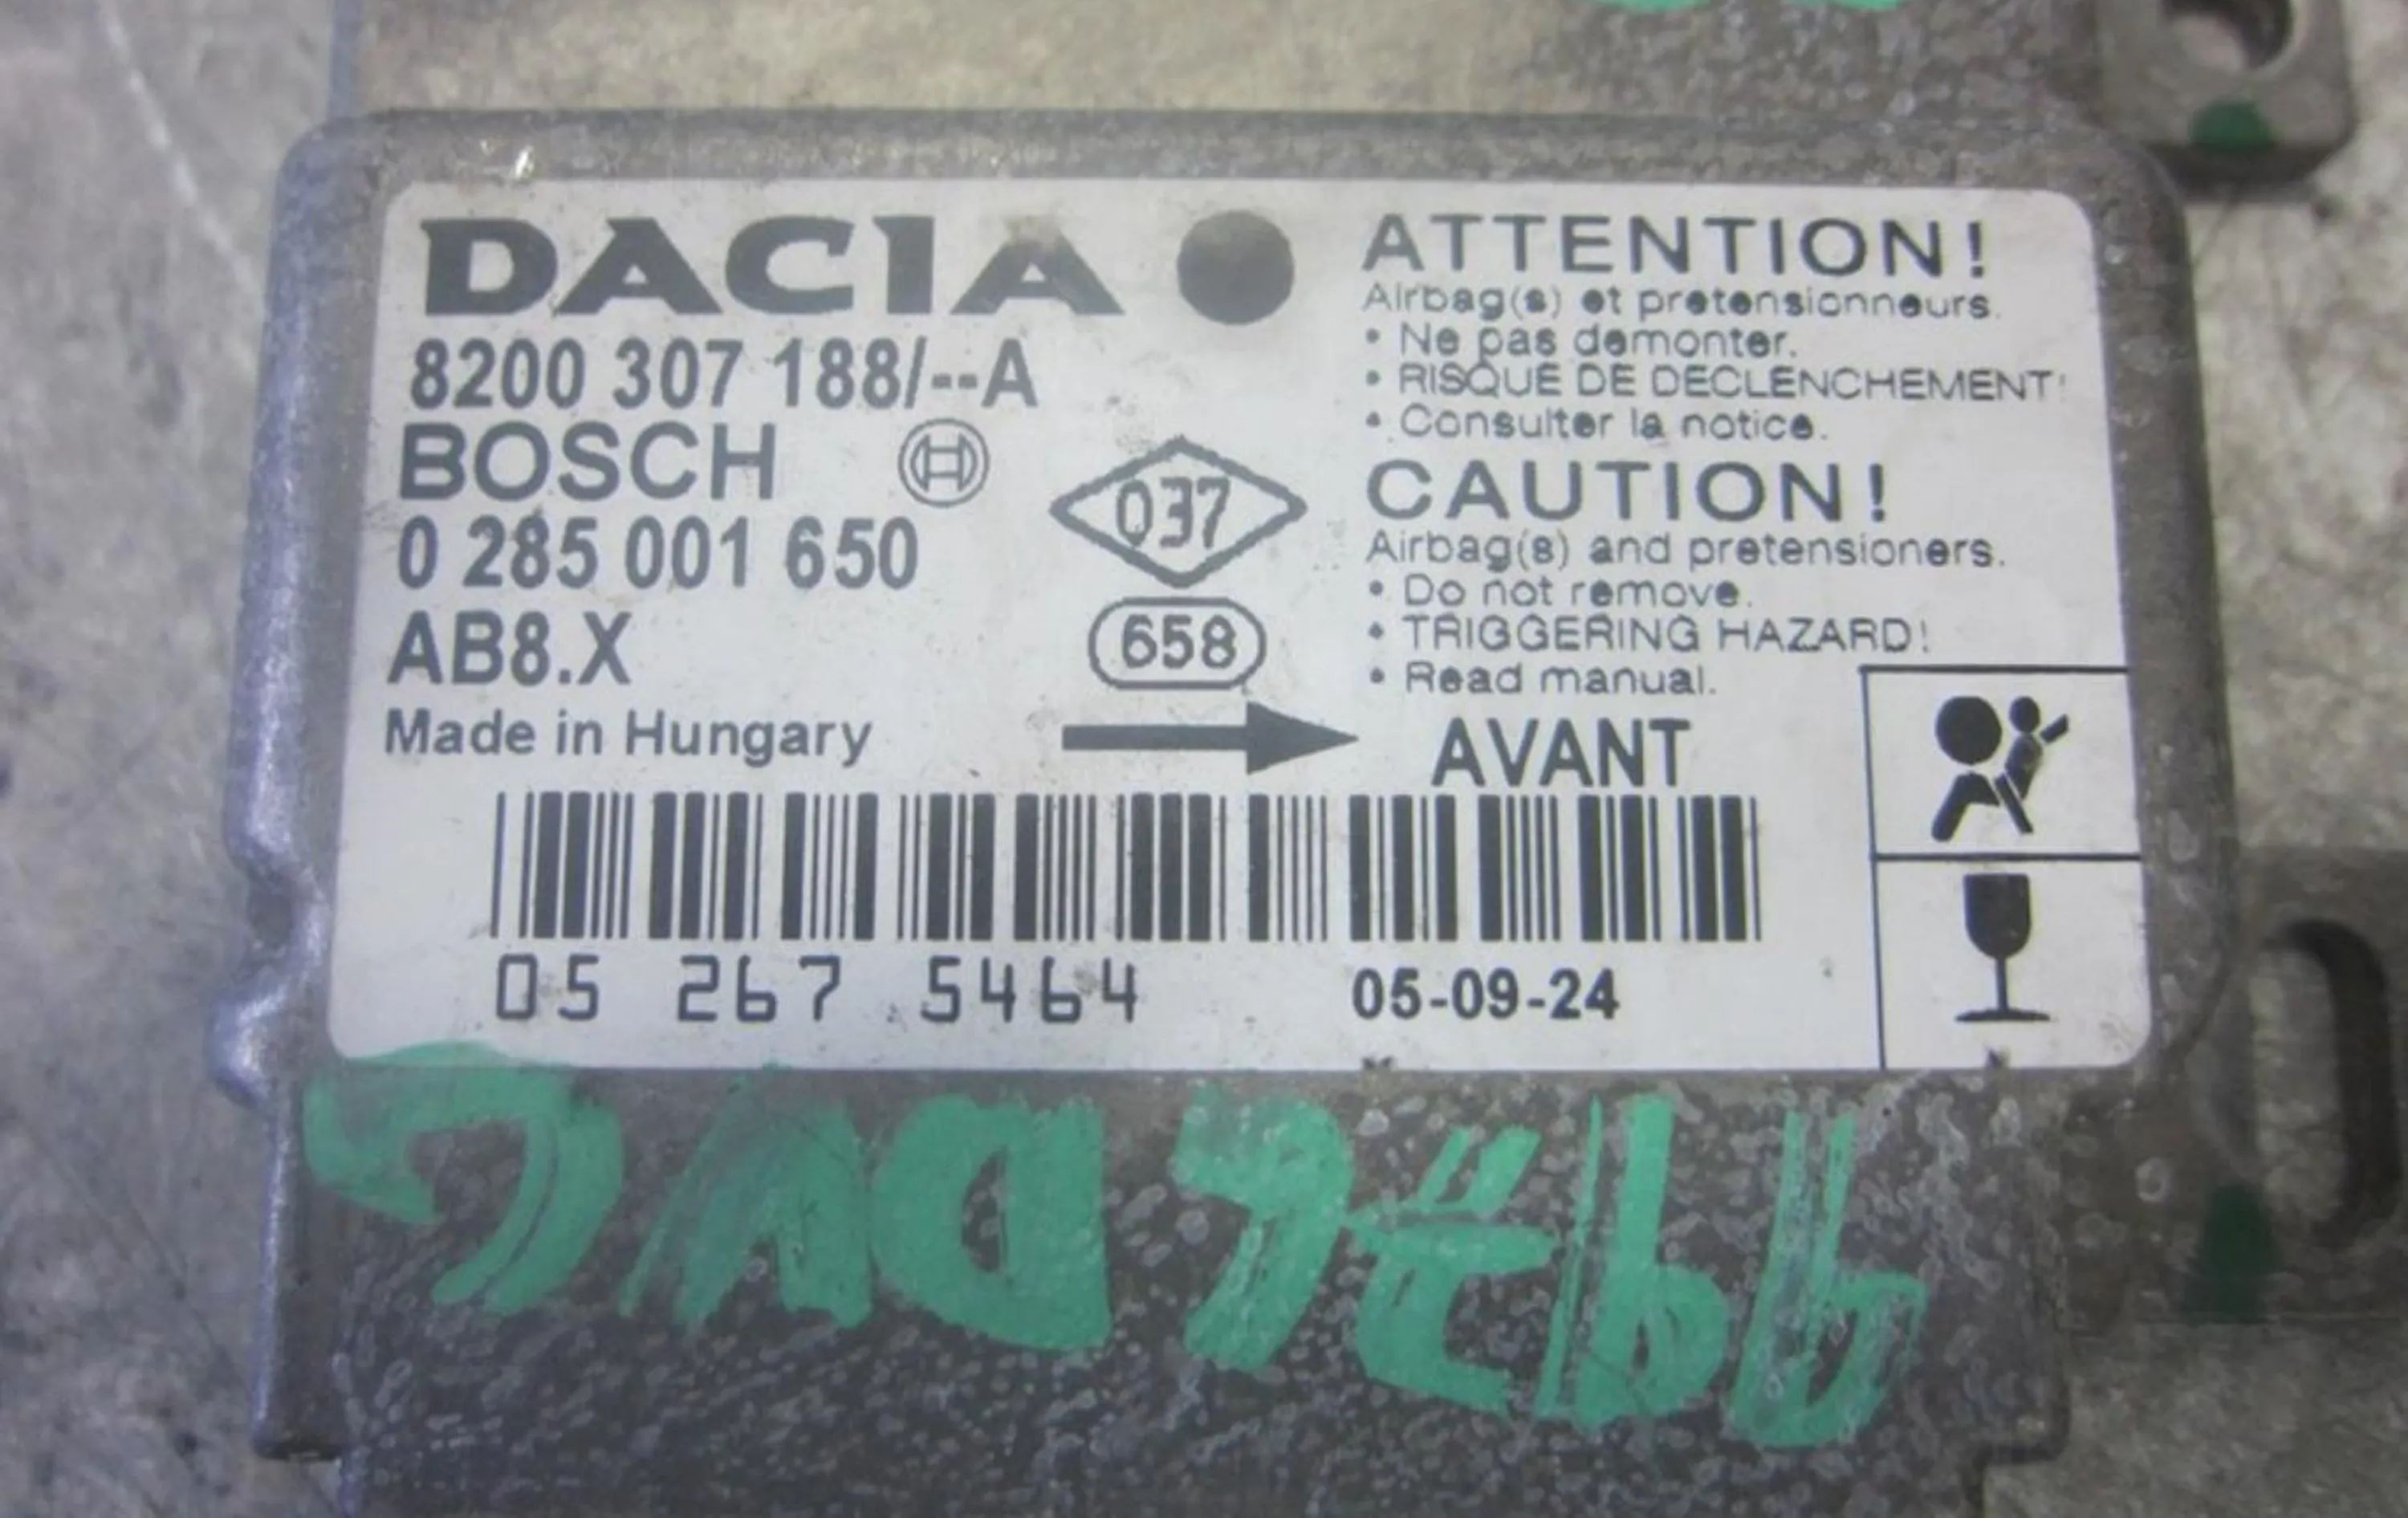 DACIA
8200 307 188/--A
BOSCH
0 285 001 650
AB8.X
Made in Hungary
037
658
ATTENTION!
Airbag(s) et pretensionneurs.
• Ne pas demonter.
• RISQUE DE DECLENCHEMENT!
• Consulter la notice.
CAUTION!
Airbag(s) and pretensioners.
• Do not remove.
• TRIGGERING HAZARD!
• Read manual.
AVANT
05 267 5464
05-09-24